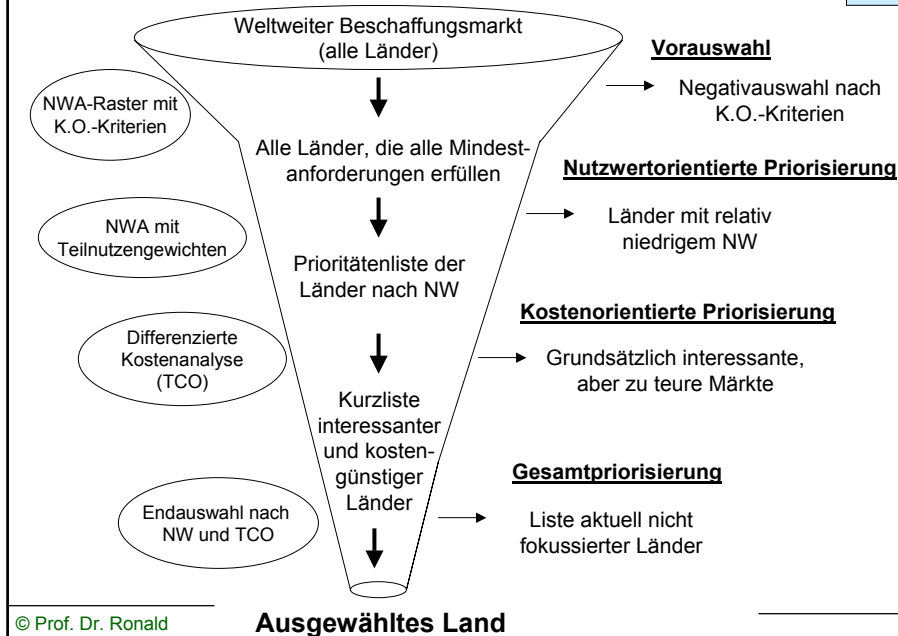 Weltweiter Beschaffungsmarkt
(alle Länder)
Vorauswahl
NWA-Raster mit
K.O.-Kriterien
Negativauswahl nach
K.O.-Kriterien
Alle Länder, die alle Mindest-
anforderungen erfüllen
Nutzwertorientierte Priorisierung
NWA mit
Teilnutzengewichten
Länder mit relativ
niedrigem NW
Prioritätenliste der
Länder nach NW
Kostenorientierte Priorisierung
Differenzierte
Kostenanalyse
(TCO)
Grundsätzlich interessante,
aber zu teure Märkte
Kurzliste
interessanter
und kosten-
günstiger
Länder
Gesamtpriorisierung
Endauswahl nach
NW und TCO
Liste aktuell nicht
fokussierter Länder
© Prof. Dr. Ronald
Ausgewähltes Land